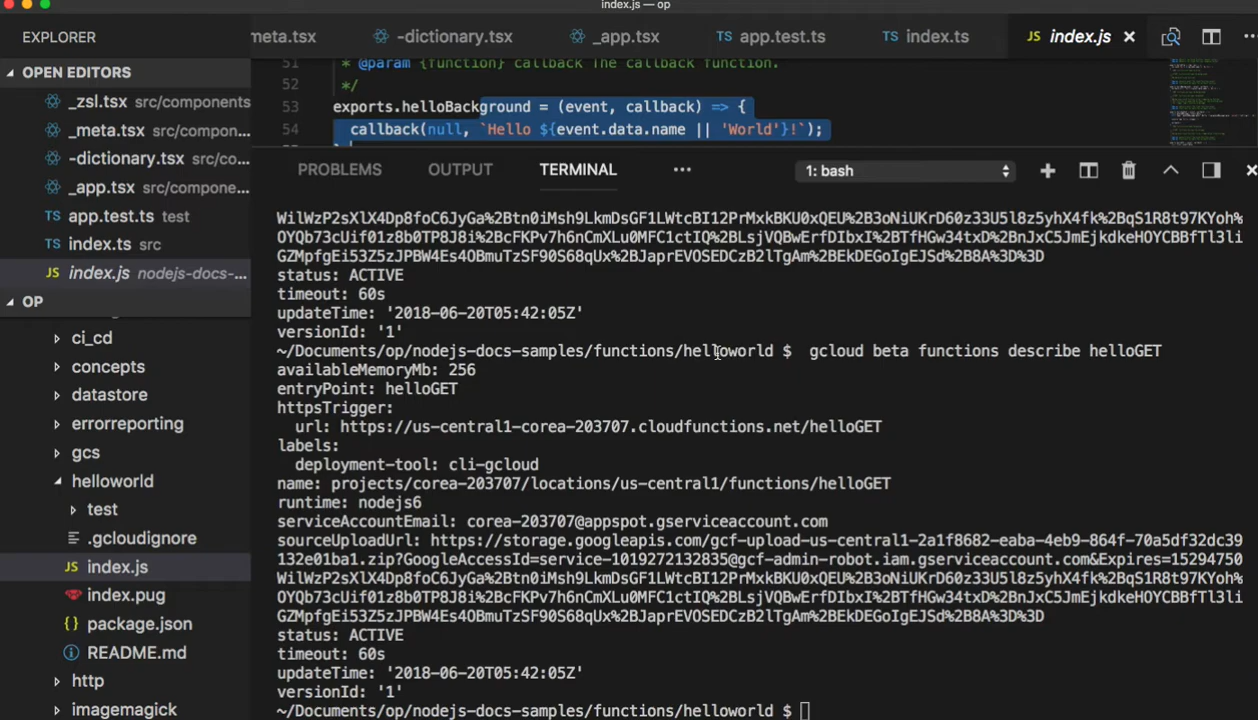 index.js — op
EXPLORER
meta.tsx
-dictionary.tsx
_app.tsx
app.test.ts
index.ts
index.js
OPEN EDITORS
_zsl.tsx src/components
_meta.tsx src/compon...
-dictionary.tsx src/co...
_app.tsx src/compone...
app.test.ts test
index.ts src
index.js nodejs-docs-...
OP
ci_cd
concepts
datastore
errorreporting
gcs
helloworld
test
.gcloudignore
index.js
index.pug
package.json
README.md
http
imagemagick
51 * @param {function} callback The callback function.
52 */
53 exports.helloBackground = (event, callback) => {
54 callback(null, `Hello ${event.data.name || 'World'}!`);
PROBLEMS
OUTPUT
TERMINAL
1: bash
WilWzP2sXlX4Dp8foC6JyGa%2Btn0iMsh9LkmDsGF1LWtcBI12PrMxkBKU0xQEU%2B3oNiUKrD60z33U5l8z5yhX4fk%2BqS1R8t97KYoh%
OYQb73cUif01z8b0TP8J8i%2BcFKPv7h6nCmXLu0MFC1ctIQ%2BLsjVQBwErfDIbxI%2BTfHGw34txD%2BnJxC5JmEjkdkeHOYCBBfTl3li
GZMpfgEi53Z5zJPBW4Es4OBmuTzSF90S68qUx%2BJaprEVOSEDCzB2lTgAm%2BEkDEGoIgEJSd%2B8A%3D%3D
status: ACTIVE
timeout: 60s
updateTime: '2018-06-20T05:42:05Z'
versionId: '1'
~/Documents/op/nodejs-docs-samples/functions/helloworld $ gcloud beta functions describe helloGET
availableMemoryMb: 256
entryPoint: helloGET
httpsTrigger:
url: https://us-central1-corea-203707.cloudfunctions.net/helloGET
labels:
deployment-tool: cli-gcloud
name: projects/corea-203707/locations/us-central1/functions/helloGET
runtime: nodejs6
serviceAccountEmail: corea-203707@appspot.gserviceaccount.com
sourceUploadUrl: https://storage.googleapis.com/gcf-upload-us-central1-2a1f8682-eaba-4eb9-864f-70a5df32dc39
132e01ba1.zip?GoogleAccessId=service-1019272132835@gcf-admin-robot.iam.gserviceaccount.com&Expires=15294750
WilWzP2sXlX4Dp8foC6JyGa%2Btn0iMsh9LkmDsGF1LWtcBI12PrMxkBKU0xQEU%2B3oNiUKrD60z33U5l8z5yhX4fk%2BqS1R8t97KYoh%
OYQb73cUif01z8b0TP8J8i%2BcFKPv7h6nCmXLu0MFC1ctIQ%2BLsjVQBwErfDIbxI%2BTfHGw34txD%2BnJxC5JmEjkdkeHOYCBBfTl3li
GZMpfgEi53Z5zJPBW4Es4OBmuTzSF90S68qUx%2BJaprEVOSEDCzB2lTgAm%2BEkDEGoIgEJSd%2B8A%3D%3D
status: ACTIVE
timeout: 60s
updateTime: '2018-06-20T05:42:05Z'
versionId: '1'
~/Documents/op/nodejs-docs-samples/functions/helloworld $